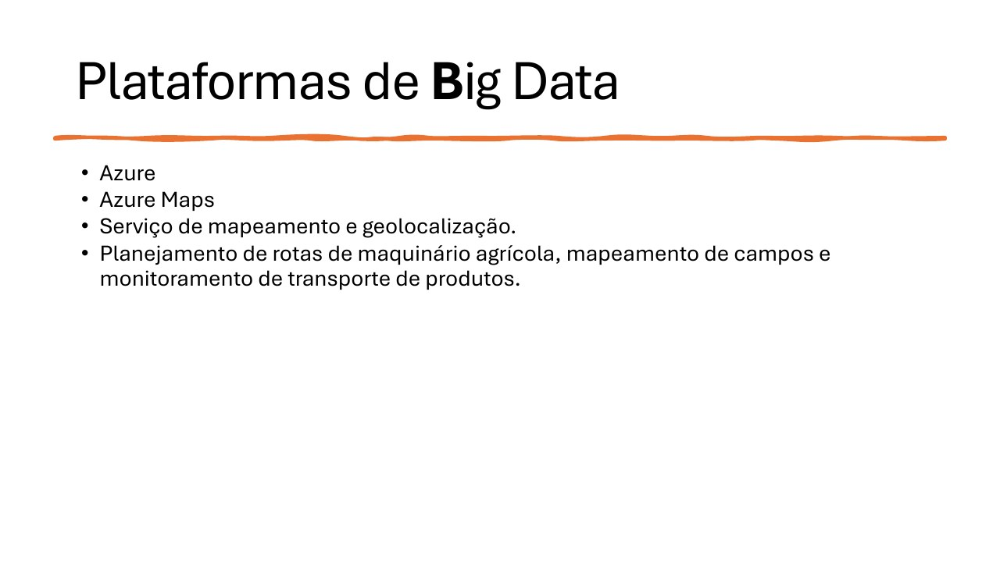 Plataformas de Big Data
• Azure
• Azure Maps
• Serviço de mapeamento e geolocalização.
• Planejamento de rotas de maquinário agrícola, mapeamento de campos e
monitoramento de transporte de produtos.